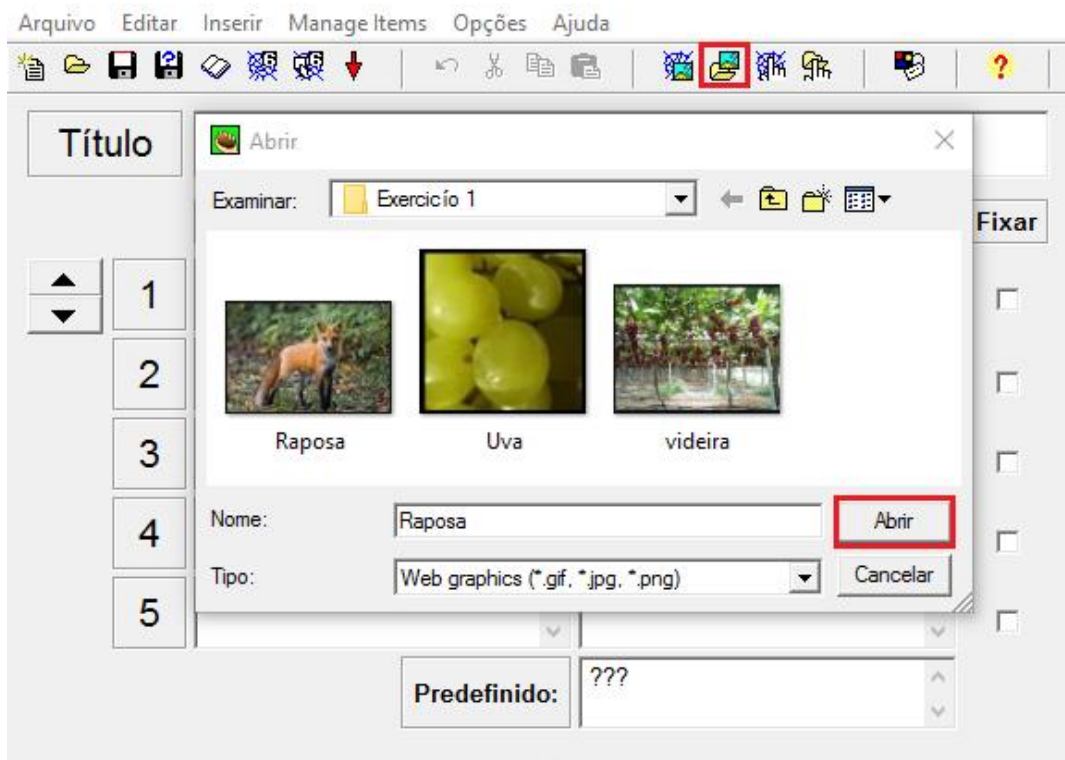 Arquivo Editar Inserir Manage Items Opções Ajuda
?
Título
Abrir
Examinar: Exercicío 1
Fixar
Raposa Uva videira
1
2
3
4
5
Nome: Raposa Abrir
Tipo: Web graphics (*.gif, *.jpg, *.png) Cancelar
Predefinido: ???